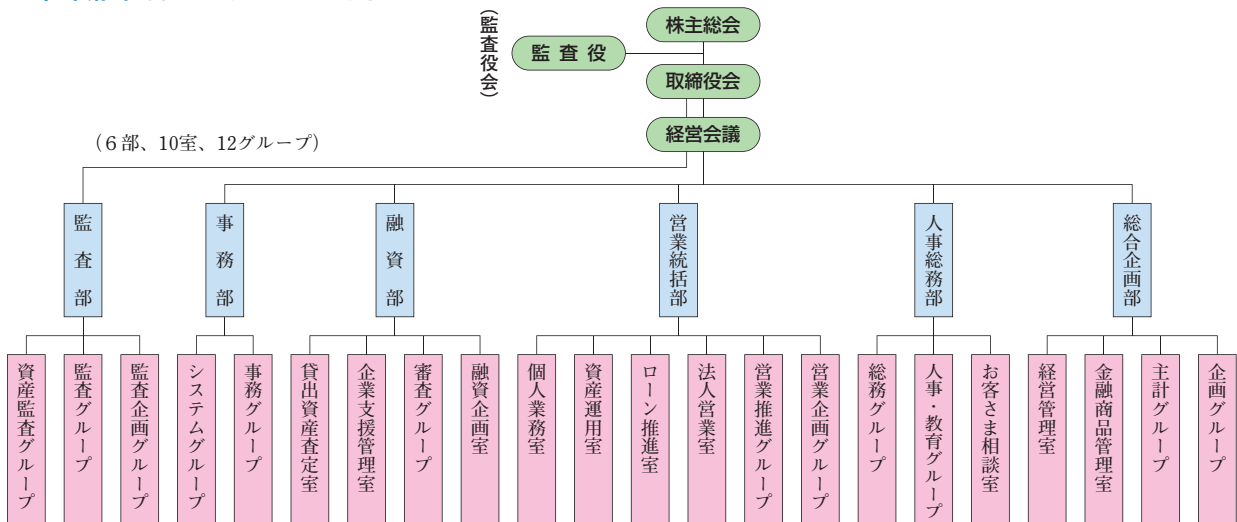 株主総会
(監査役会)
監査役
取締役会
経営会議
(6部、10室、12グループ)
監査部
事務部
融資部
営業統括部
人事総務部
総合企画部
資産監査グループ
監査グループ
監査企画グループ
システムグループ
事務グループ
貸出資産査定室
企業支援管理室
審査グループ
融資企画室
個人業務室
資産運用室
ローン推進室
法人営業室
営業推進グループ
営業企画グループ
総務グループ
人事・教育グループ
お客さま相談室
経営管理室
金融商品管理室
主計グループ
企画グループ